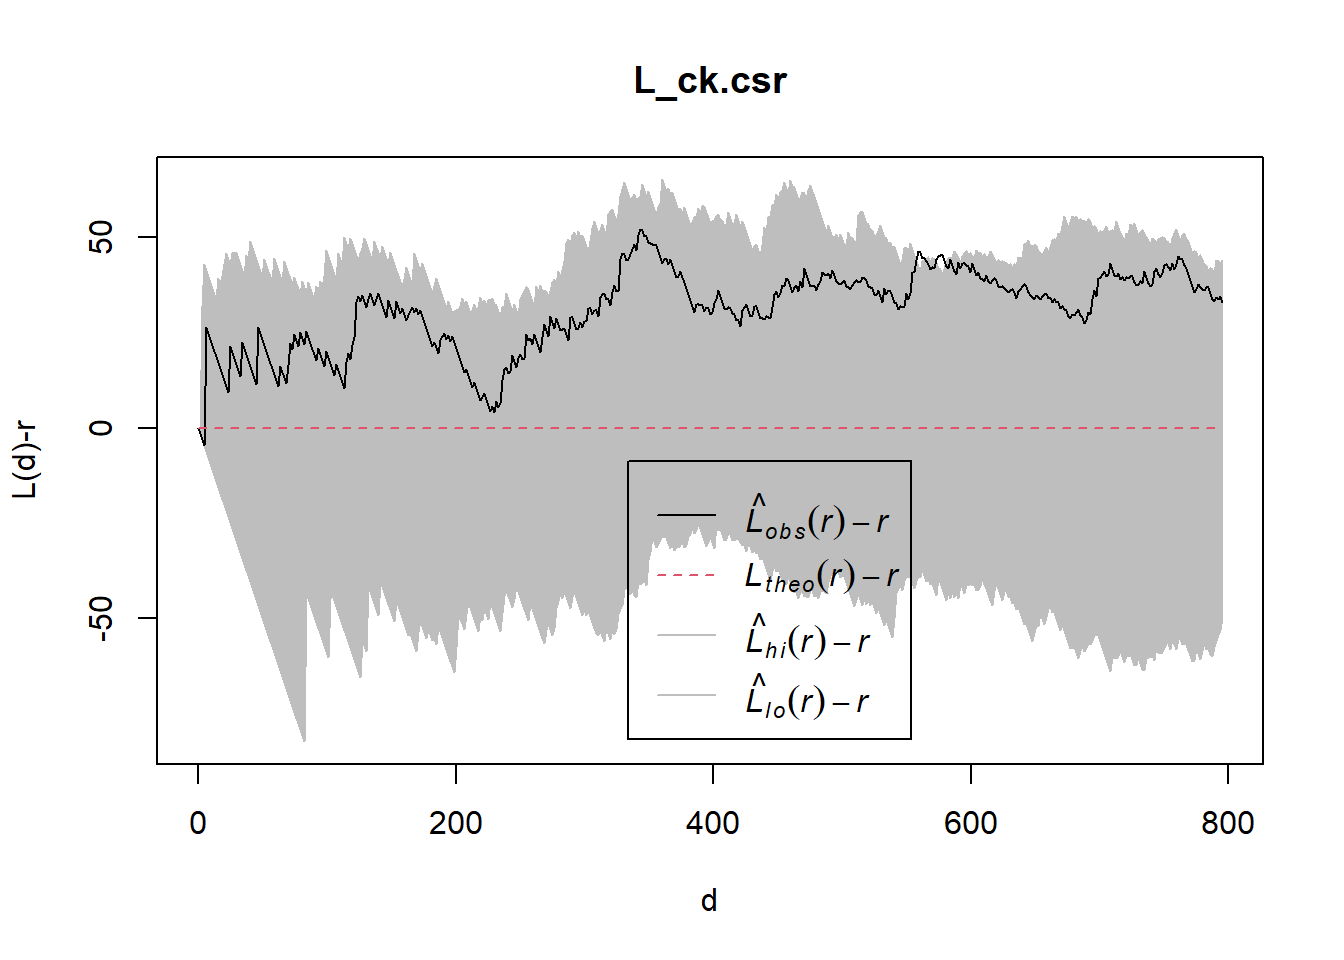 L_ck.csr
L(d)-r
50
0
-50
0 200 400 600 800
d
L̂obs(r) – r
Ltheo(r) – r
L̂hi(r) – r
L̂lo(r) – r